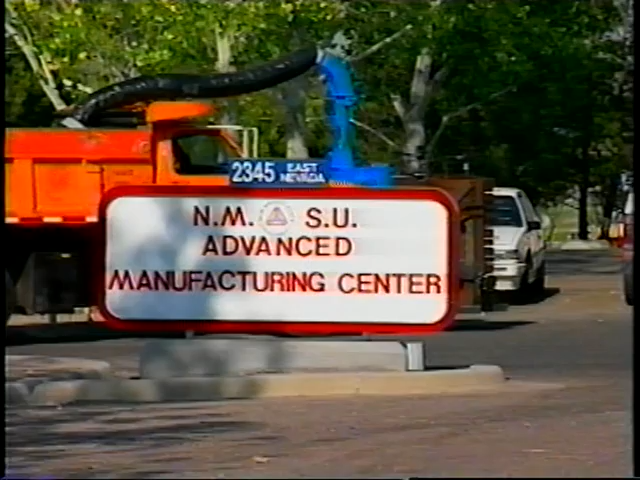 2345 EAST
NEVADA
N.M. S.U.
ADVANCED
MANUFACTURING CENTER